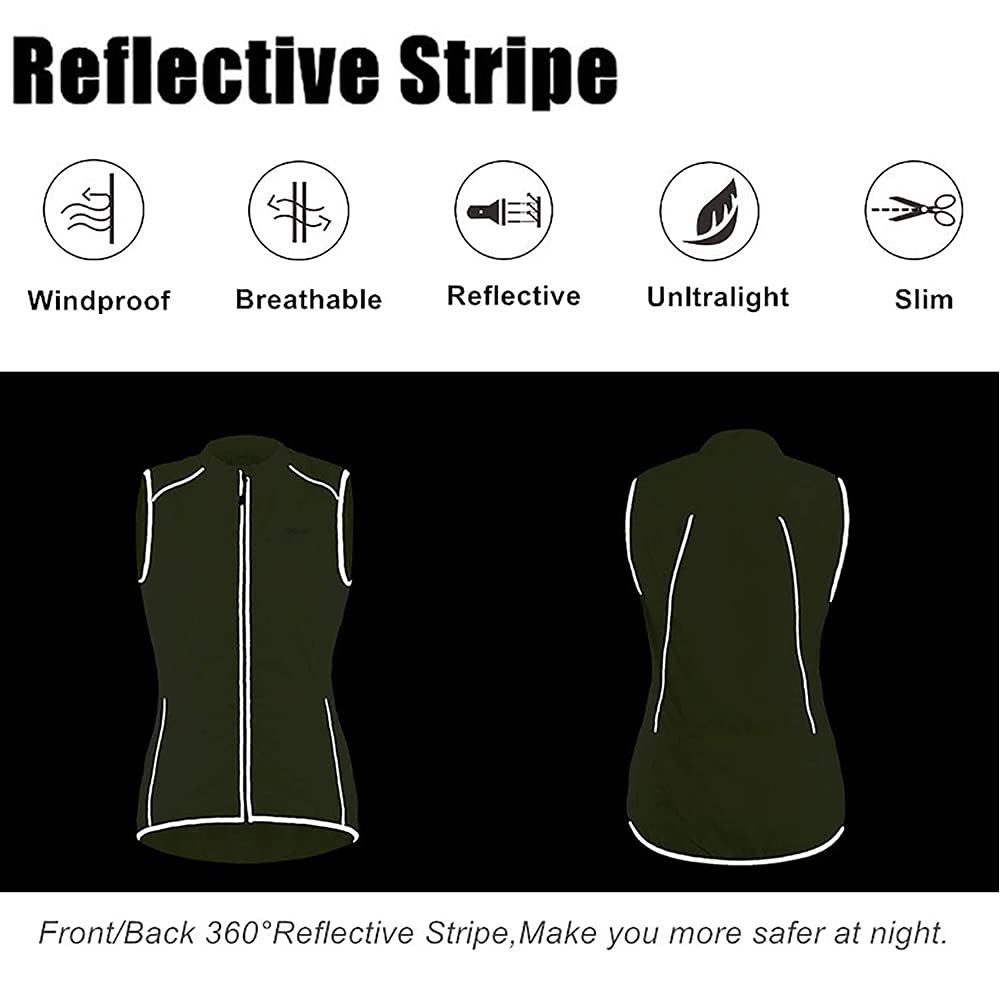 Reflective Stripe
Windproof
Breathable
Reflective
Unltralight
Slim
Front/Back 360°Reflective Stripe,Make you more safer at night.